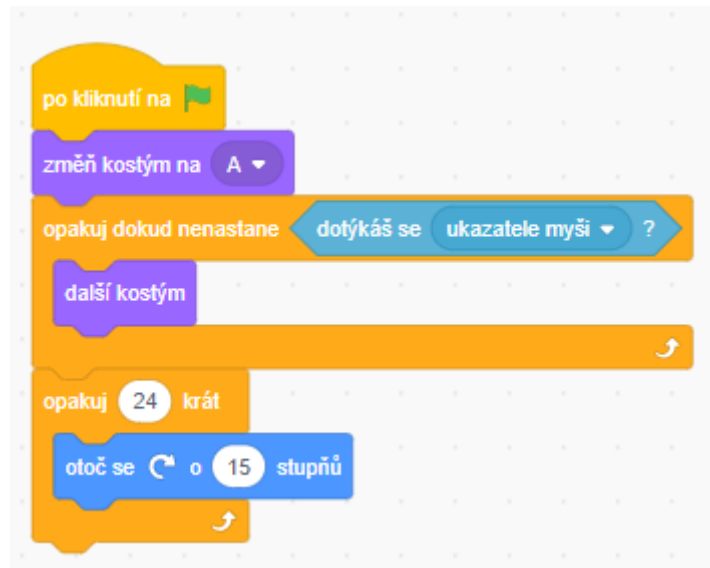 po kliknutí na
změň kostým na A
opakuj dokud nenastane dotýkáš se ukazatele myši ?
další kostým
opakuj 24 krát
otoč se o 15 stupňů